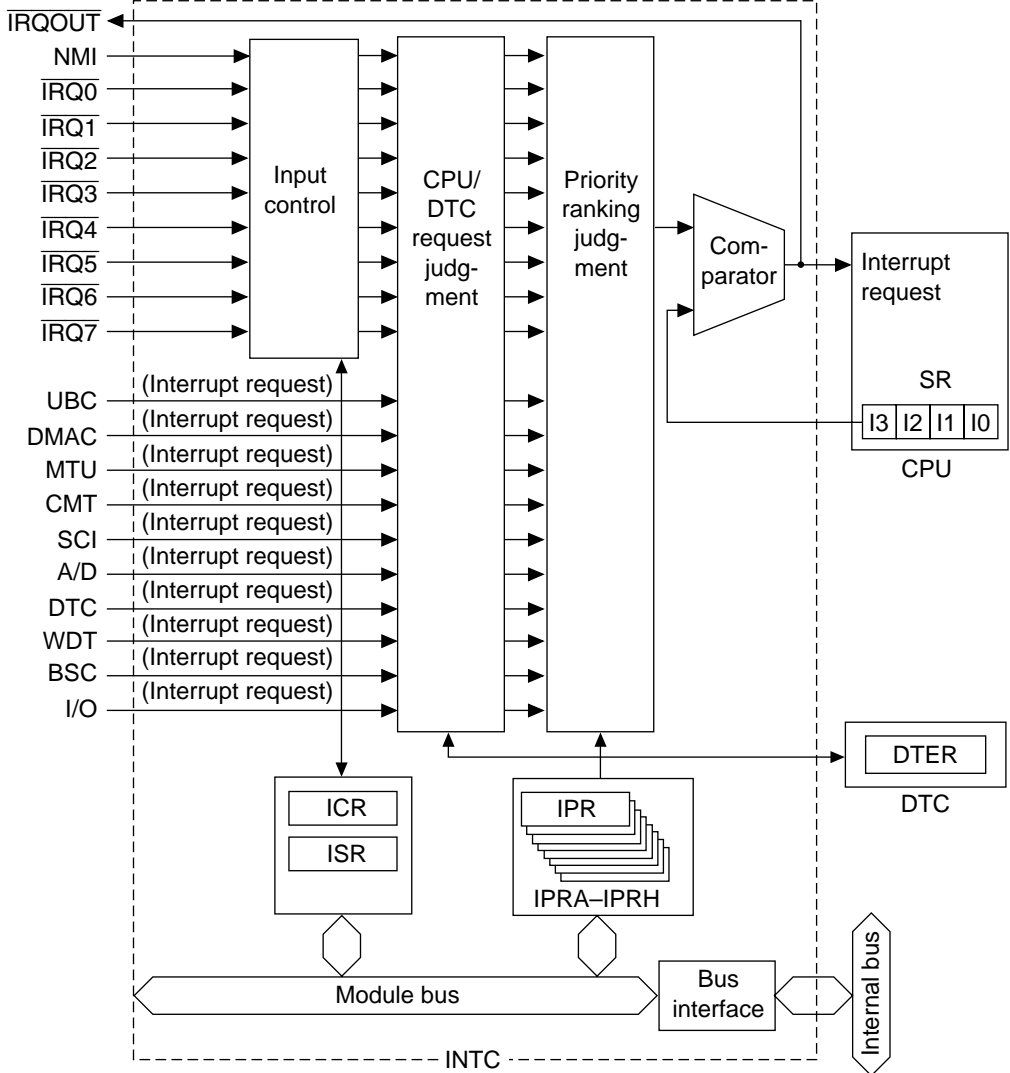 IRQOUT
NMI
IRQ0
IRQ1
IRQ2
IRQ3
IRQ4
IRQ5
IRQ6
IRQ7
UBC
DMAC
MTU
CMT
SCI
A/D
DTC
WDT
BSC
I/O
(Interrupt request)
(Interrupt request)
(Interrupt request)
(Interrupt request)
(Interrupt request)
(Interrupt request)
(Interrupt request)
(Interrupt request)
(Interrupt request)
(Interrupt request)
Input
control
CPU/
DTC
request
judg-
ment
Priority
ranking
judg-
ment
Com-
parator
Interrupt
request
SR
I3 I2 I1 I0
CPU
DTER
DTC
ICR
ISR
IPR
IPRA–IPRH
Module bus
Bus
interface
Internal bus
INTC